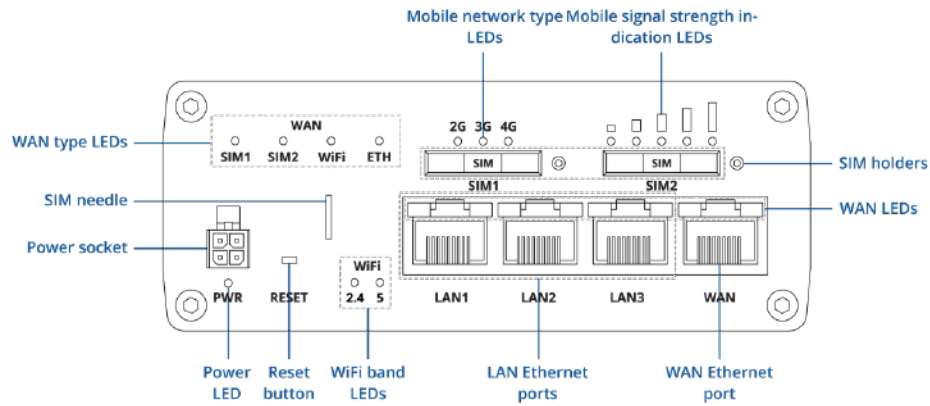 Mobile network type Mobile signal strength in-
LEDs dication LEDs
WAN type LEDs
WAN
SIM1 SIM2 WiFi ETH
2G 3G 4G
SIM SIM
SIM holders
SIM1 SIM2
SIM needle
WAN LEDs
Power socket
WiFi
2.4 5
PWR RESET
LAN1 LAN2 LAN3 WAN
Power
LED
Reset
button
WiFi band
LEDs
LAN Ethernet
ports
WAN Ethernet
port